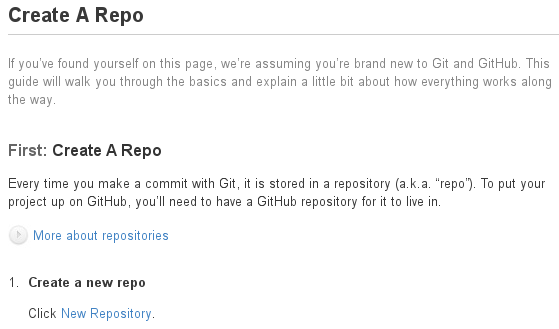 Create A Repo
If you’ve found yourself on this page, we’re assuming you’re brand new to Git and GitHub. This
guide will walk you through the basics and explain a little bit about how everything works along
the way.
First: Create A Repo
Every time you make a commit with Git, it is stored in a repository (a.k.a. “repo”). To put your
project up on GitHub, you’ll need to have a GitHub repository for it to live in.
More about repositories
1. Create a new repo
Click New Repository.